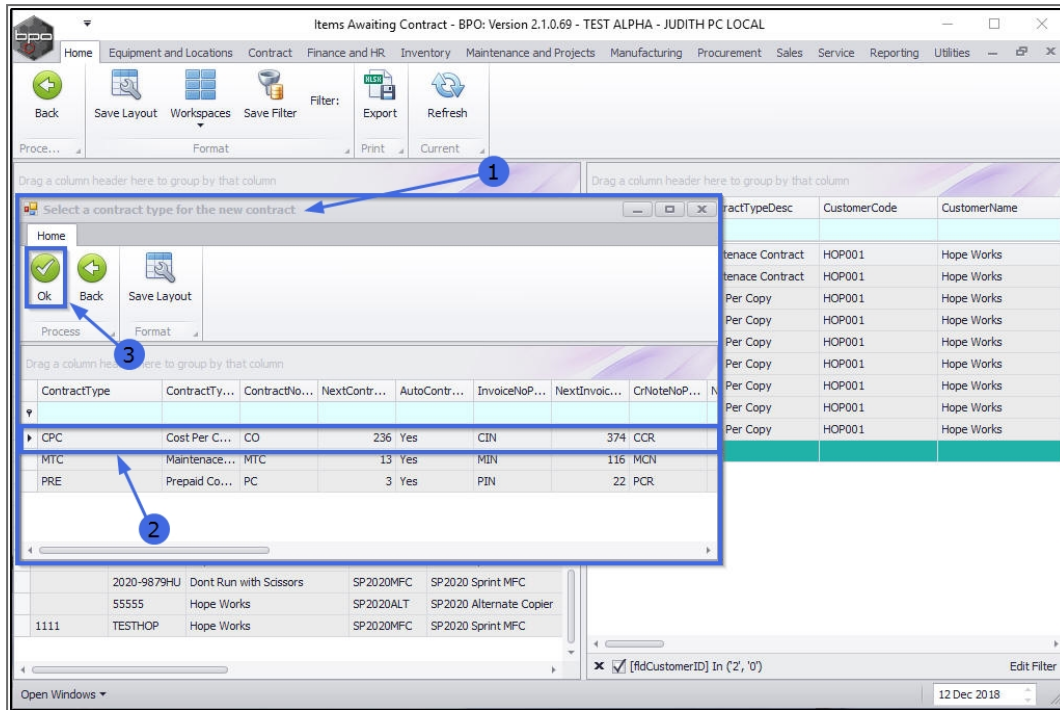 Items Awaiting Contract - BPO: Version 2.1.0.69 - TEST ALPHA - JUDITH PC LOCAL
bpo
Home Equipment and Locations Contract Finance and HR Inventory Maintenance and Projects Manufacturing Procurement Sales Service Reporting Utilities
Back Save Layout Workspaces Save Filter Filter: Export Refresh
XLSX
Proce... Format Print Current
1
Drag a column header here to group by that column
Drag a column header here to group by that column
Select a contract type for the new contract
Home
Ok Back Save Layout
Process Format
3
Drag a column header here to group by that column
ContractType ContractTy... ContractNo... NextContr... AutoContr... InvoiceNoP... NextInvoic... CrNoteNoP... N
CPC Cost Per C... CO 236 Yes CIN 374 CCR
MTC Maintenace... MTC 13 Yes MIN 116 MCN
PRE Prepaid Co... PC 3 Yes PIN 22 PCR
2
ractTypeDesc CustomerCode CustomerName
tenace Contract HOP001 Hope Works
tenace Contract HOP001 Hope Works
Per Copy HOP001 Hope Works
Per Copy HOP001 Hope Works
Per Copy HOP001 Hope Works
Per Copy HOP001 Hope Works
Per Copy HOP001 Hope Works
Per Copy HOP001 Hope Works
Per Copy HOP001 Hope Works
2020-9879HU Dont Run with Scissors SP2020MFC SP2020 Sprint MFC
55555 Hope Works SP2020ALT SP2020 Alternate Copier
1111 TESTHOP Hope Works SP2020MFC SP2020 Sprint MFC
[fldCustomerID] In ('2', '0') Edit Filter
Open Windows 12 Dec 2018